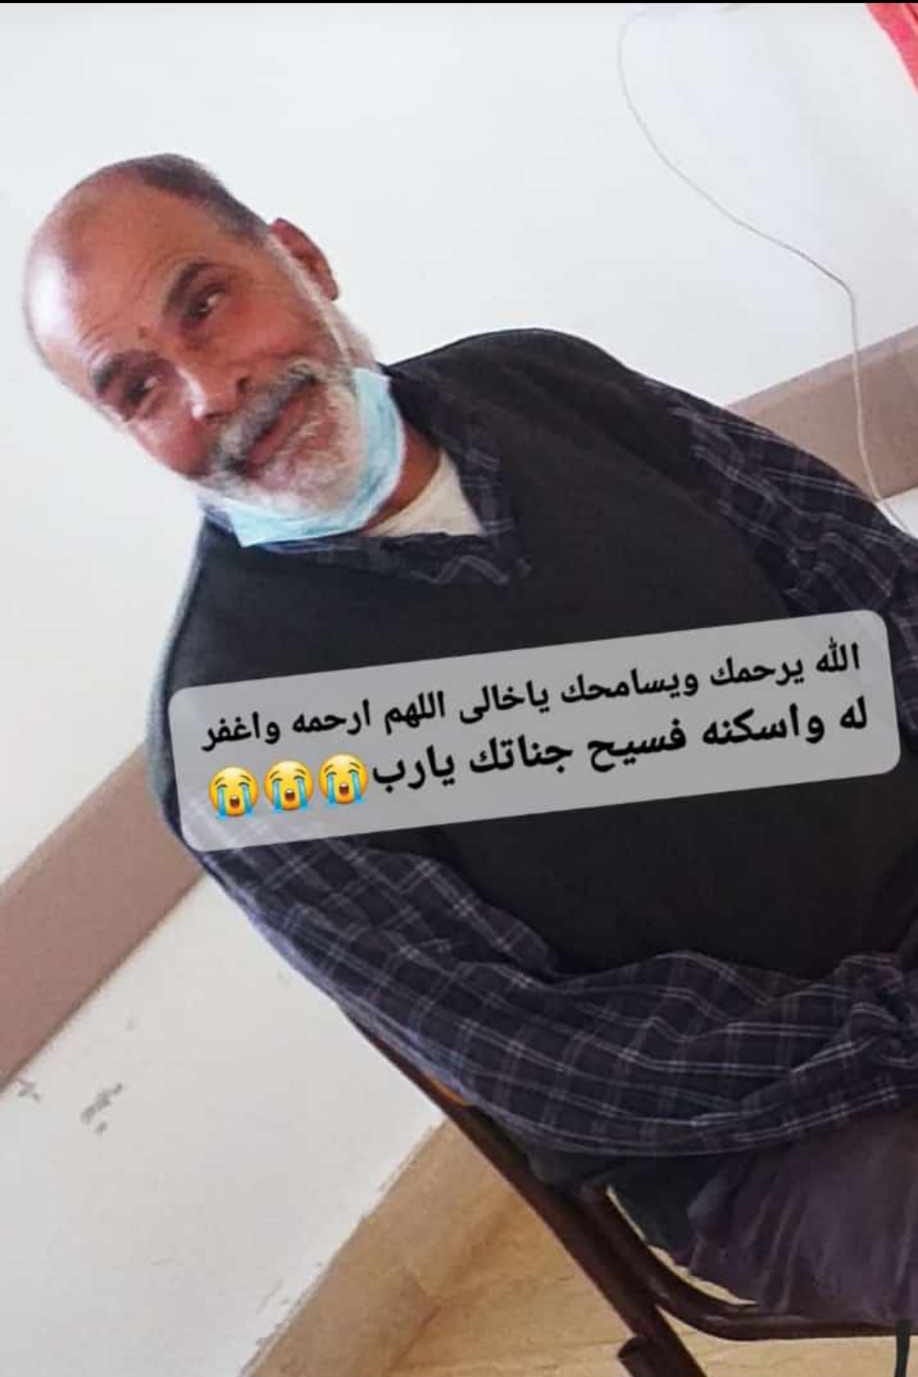 الله يرحمك ويسامحك ياخالى اللهم ارحمه واغفر
له واسكنه فسيح جناتك يارب😭😭😭